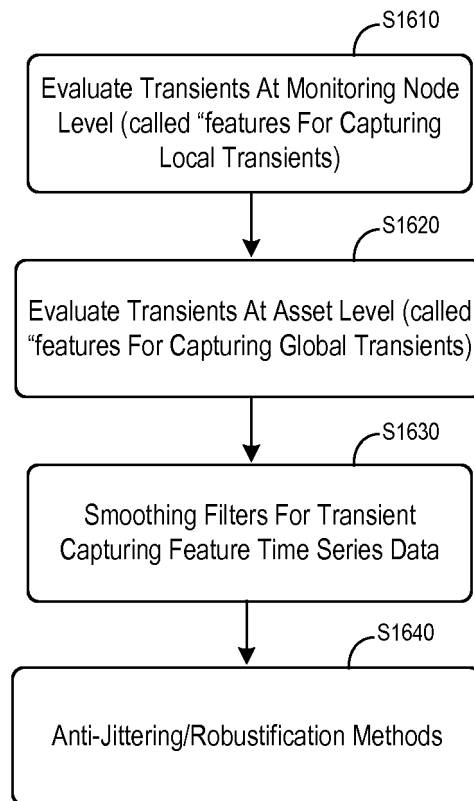 S1610
Evaluate Transients At Monitoring Node
Level (called “features For Capturing
Local Transients)
S1620
Evaluate Transients At Asset Level (called
“features For Capturing Global Transients)
S1630
Smoothing Filters For Transient
Capturing Feature Time Series Data
S1640
Anti-Jittering/Robustification Methods